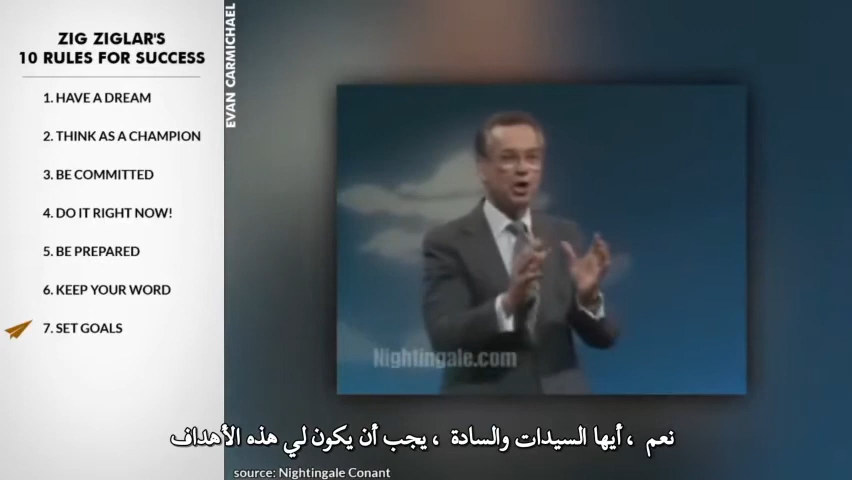 ZIG ZIGLAR'S
10 RULES FOR SUCCESS
1. HAVE A DREAM
2. THINK AS A CHAMPION
3. BE COMMITTED
4. DO IT RIGHT NOW!
5. BE PREPARED
6. KEEP YOUR WORD
7. SET GOALS
EVAN CARMICHAEL
Nightingale.com
نعم ، أيها السيدات والسادة ، يجب أن يكون لي هذه الأهداف
source: Nightingale Conant